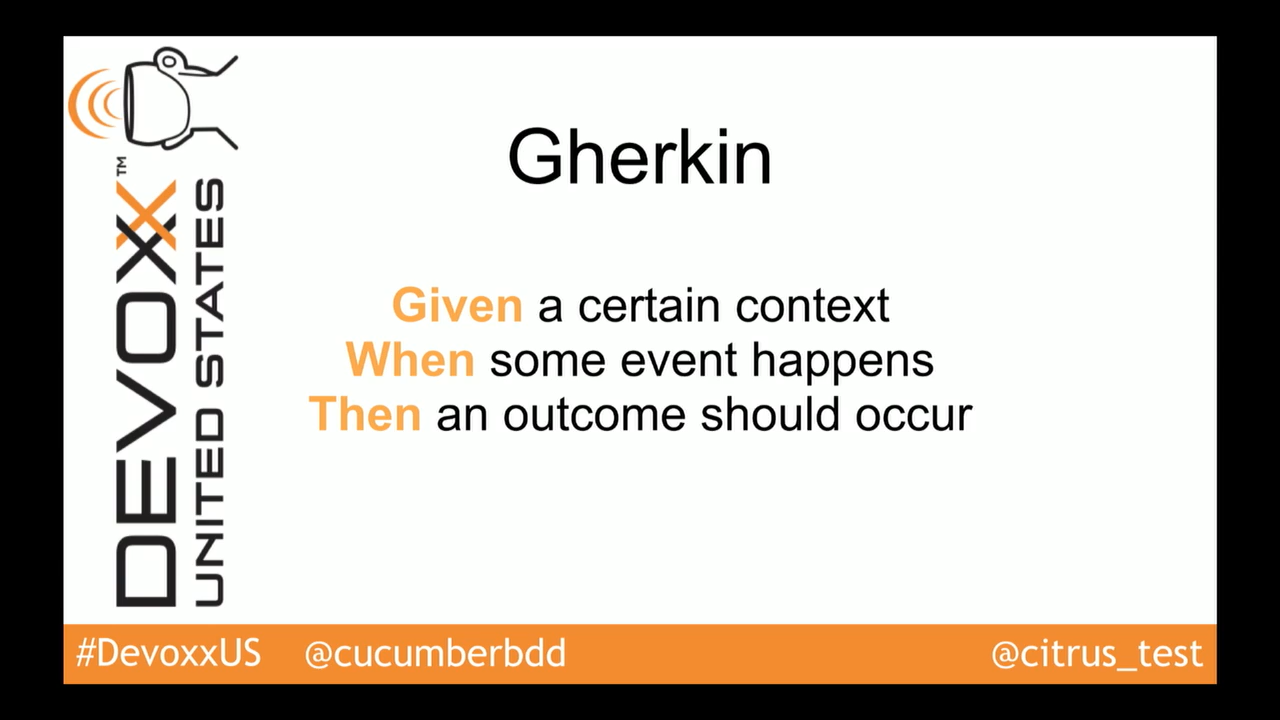 Gherkin
Given a certain context
When some event happens
Then an outcome should occur
DEVOXX™
UNITED STATES
#DevoxxUS @cucumberbdd @citrus_test